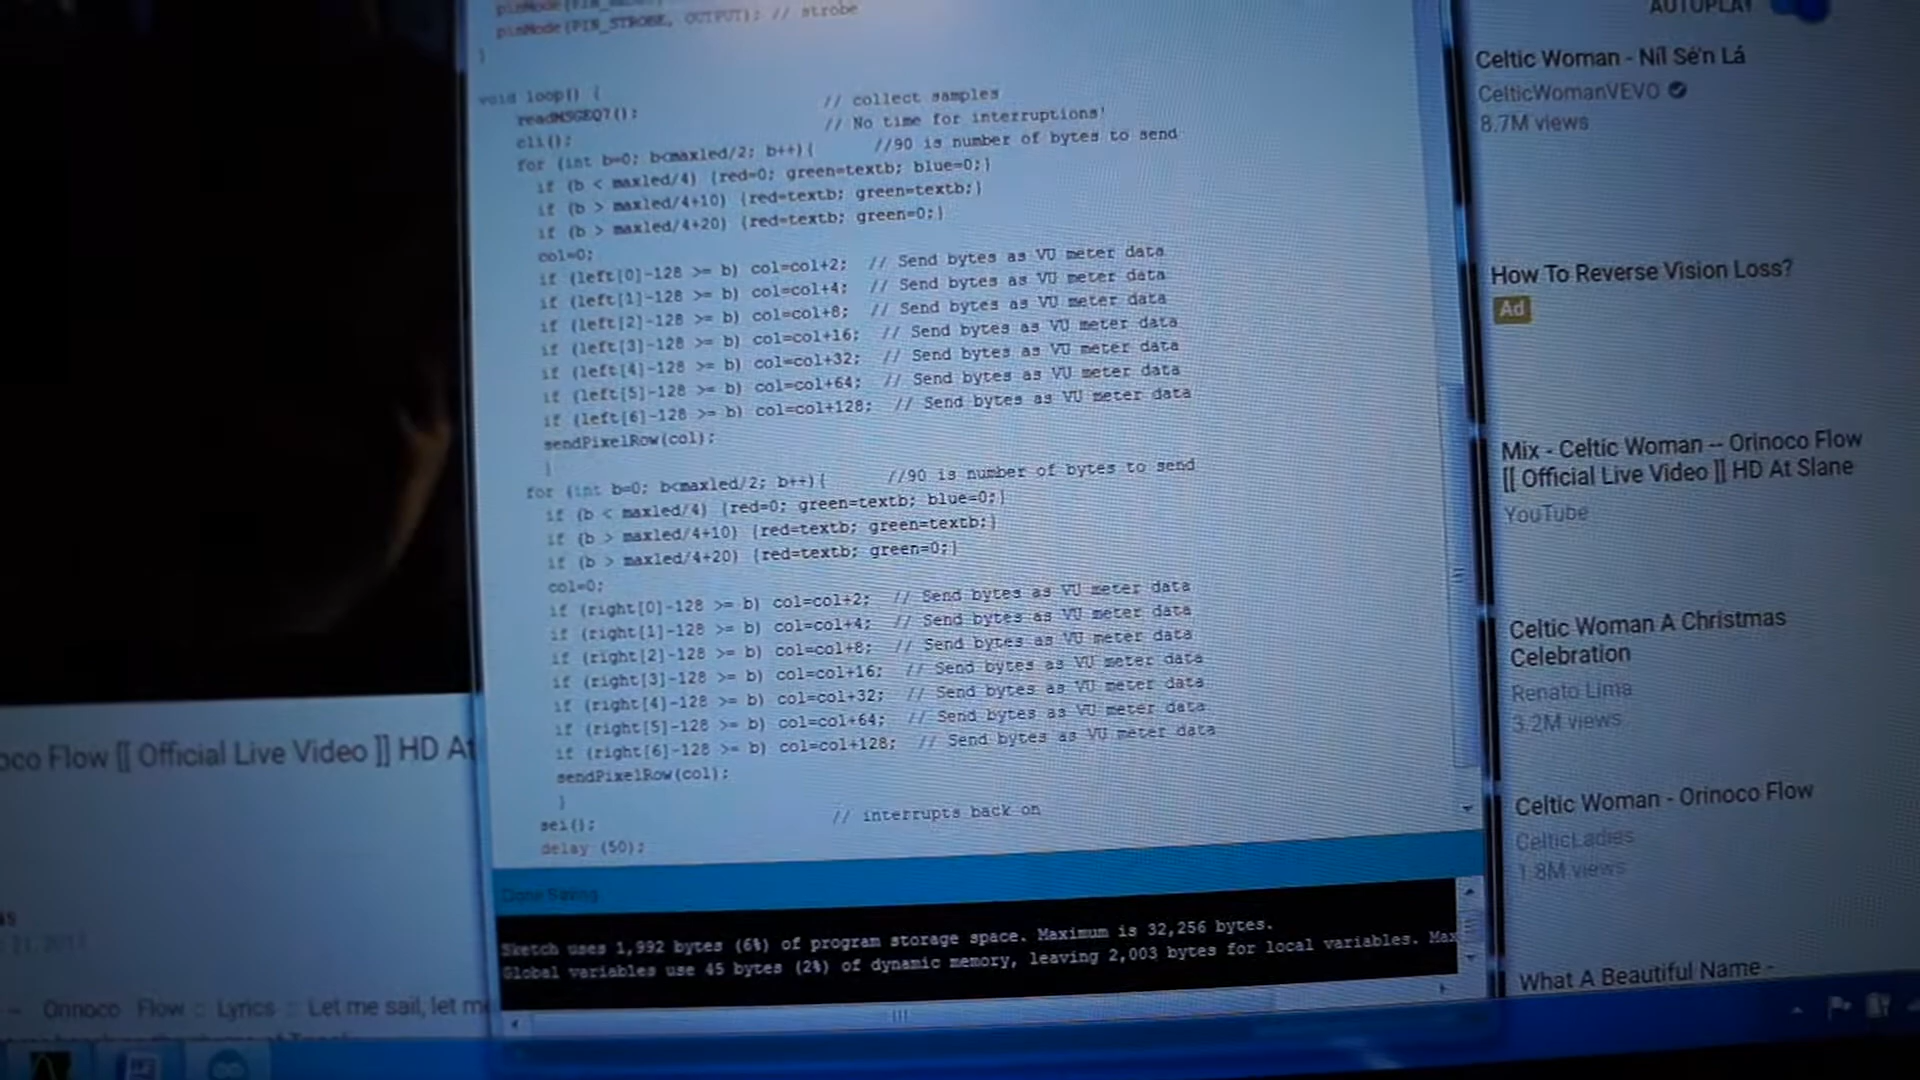 pinMode(PIN_STROBE, OUTPUT); // strobe
}
void loop() {
readMSGEQ7(); // collect samples
cli(); // No time for interruptions!
for (int b=0; b<maxled/2; b++){ //90 is number of bytes to send
if (b < maxled/4) {red=0; green=textb; blue=0;}
if (b > maxled/4+10) {red=textb; green=textb;}
if (b > maxled/4+20) {red=textb; green=0;}
col=0;
if (left[0]-128 >= b) col=col+2; // Send bytes as VU meter data
if (left[1]-128 >= b) col=col+4; // Send bytes as VU meter data
if (left[2]-128 >= b) col=col+8; // Send bytes as VU meter data
if (left[3]-128 >= b) col=col+16; // Send bytes as VU meter data
if (left[4]-128 >= b) col=col+32; // Send bytes as VU meter data
if (left[5]-128 >= b) col=col+64; // Send bytes as VU meter data
if (left[6]-128 >= b) col=col+128; // Send bytes as VU meter data
sendPixelRow(col);
}
for (int b=0; b<maxled/2; b++){ //90 is number of bytes to send
if (b < maxled/4) {red=0; green=textb; blue=0;}
if (b > maxled/4+10) {red=textb; green=textb;}
if (b > maxled/4+20) {red=textb; green=0;}
col=0;
if (right[0]-128 >= b) col=col+2; // Send bytes as VU meter data
if (right[1]-128 >= b) col=col+4; // Send bytes as VU meter data
if (right[2]-128 >= b) col=col+8; // Send bytes as VU meter data
if (right[3]-128 >= b) col=col+16; // Send bytes as VU meter data
if (right[4]-128 >= b) col=col+32; // Send bytes as VU meter data
if (right[5]-128 >= b) col=col+64; // Send bytes as VU meter data
if (right[6]-128 >= b) col=col+128; // Send bytes as VU meter data
sendPixelRow(col);
}
sei(); // interrupts back on
delay (50);
Done Saving
Sketch uses 1,992 bytes (6%) of program storage space. Maximum is 32,256 bytes.
Global variables use 45 bytes (2%) of dynamic memory, leaving 2,003 bytes for local variables. Max
oco Flow [[ Official Live Video ]] HD At
Orinoco Flow :: Lyrics :: Let me sail, let me
AUTOPLAY
Celtic Woman - Níl Sé'n Lá
CelticWomanVEVO
8.7M views
How To Reverse Vision Loss?
Ad
Mix - Celtic Woman -- Orinoco Flow
[[ Official Live Video ]] HD At Slane
YouTube
Celtic Woman A Christmas
Celebration
Renato Lima
3.2M views
Celtic Woman - Orinoco Flow
CelticLadies
1.8M views
What A Beautiful Name -